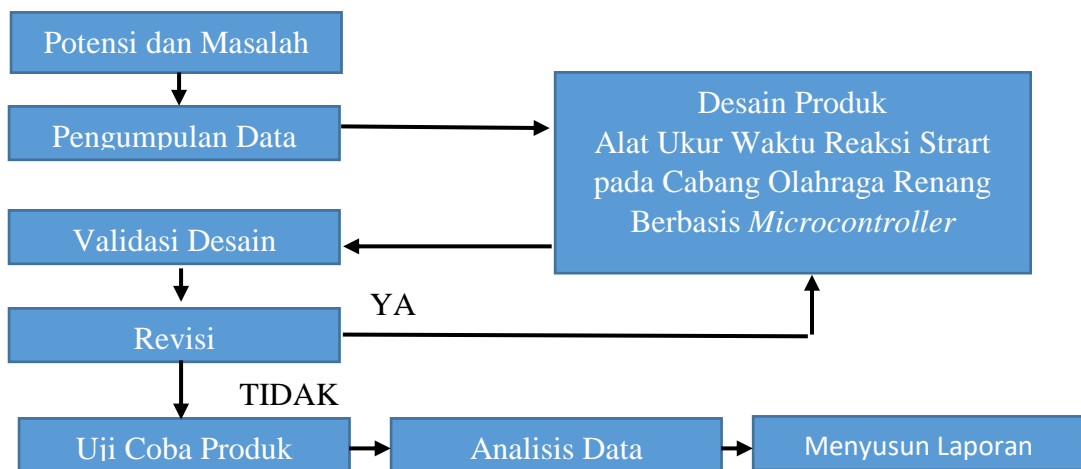 Potensi dan Masalah
Pengumpulan Data
Desain Produk
Alat Ukur Waktu Reaksi Strart
pada Cabang Olahraga Renang
Berbasis Microcontroller
Validasi Desain
YA
Revisi
TIDAK
Uji Coba Produk
Analisis Data
Menyusun Laporan